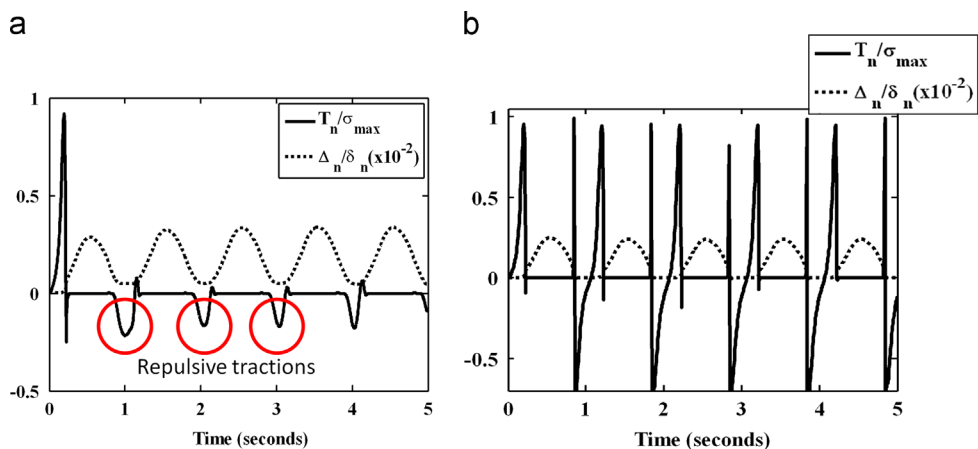 a
1
0.5
0
-0.5
0 1 2 3 4 5
Time (seconds)
T_n/σ_max
Δ_n/δ_n(x10^-2)
Repulsive tractions
b
1
0.5
0
-0.5
0 1 2 3 4 5
Time (seconds)
T_n/σ_max
Δ_n/δ_n(x10^-2)